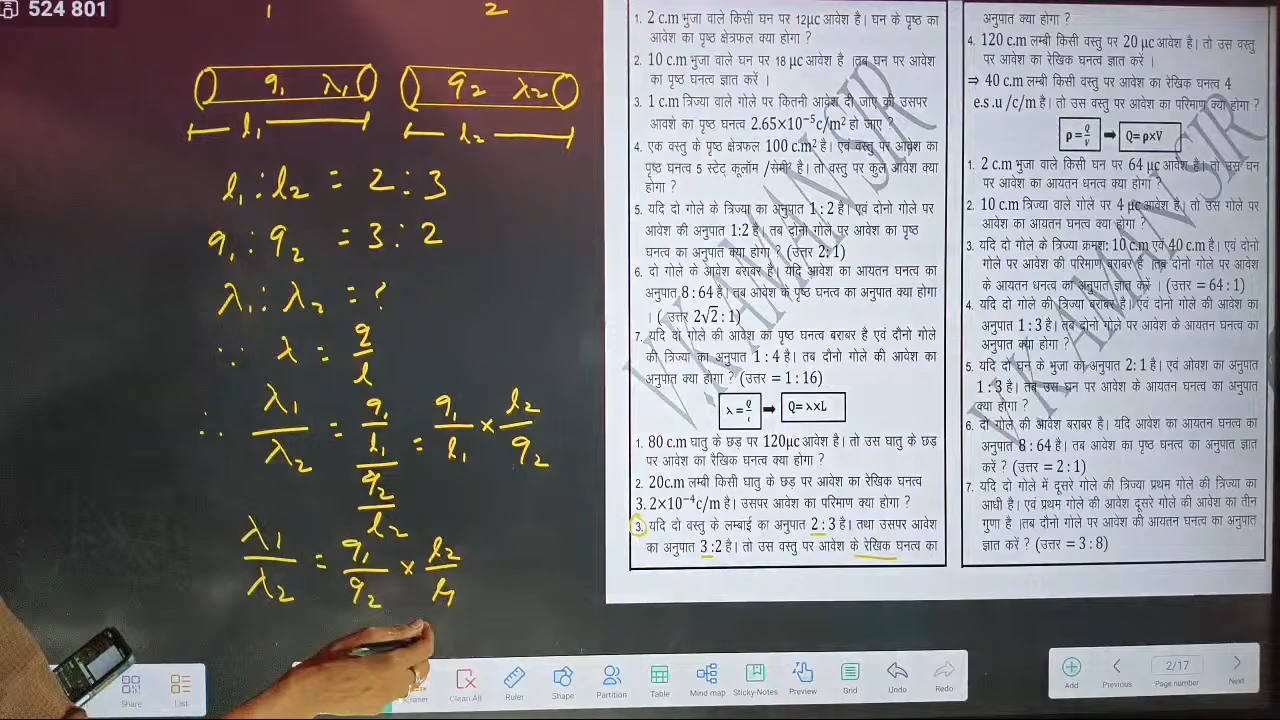 524 801
1 2
q₁ λ₁ q₂ λ₂
l₁ l₂
l₁ : l₂ = 2 : 3
q₁ : q₂ = 3 : 2
λ₁ : λ₂ = ?
∵ λ = q/l
∴ λ₁/λ₂ = (q₁/l₁)/(q₂/l₂) = q₁/l₁ × l₂/q₂
λ₁/λ₂ = q₁/q₂ × l₂/l₁
1. 2 c.m भुजा वाले किसी घन पर 12μc आवेश है। घन के पृष्ठ का
आवेश का पृष्ठ क्षेत्रफल क्या होगा ?
2. 10 c.m भुजा वाले घन पर 18 μc आवेश है ।तब घन पर आवेश
का पृष्ठ घनत्व ज्ञात करें ।
3. 1 c.m त्रिज्या वाले गोले पर कितनी आवेश दी जाए की उसपर
आवशे का पृष्ठ घनत्व 2.65×10⁻⁵c/m² हो जाए ?
4. एक वस्तु के पृष्ठ क्षेत्रफल 100 c.m² है। एवं वस्तु पर आवेश का
पृष्ठ घनत्व 5 स्टेट् कूलॉम /सेमी² है। तो वस्तु पर कुल आवेश क्या
होगा ?
5. यदि दो गोले के त्रिज्या का अनुपात 1 : 2 है। एवं दोनो गोले पर
आवेश की अनुपात 1:2 है। तब दोनो गोले पर आवेश का पृष्ठ
घनत्व का अनुपात क्या होगा ? (उत्तर 2: 1)
6. दो गोले के आवेश बराबर है। यदि आवेश का आयतन घनत्व का
अनुपात 8 : 64 है। तब आवेश के पृष्ठ घनत्व का अनुपात क्या होगा
। ( उत्तर 2√2 : 1)
7. यदि दो गोले की आवेश का पृष्ठ घनत्व बराबर है एवं दौनो गोले
की त्रिज्या का अनुपात 1 : 4 है। तब दौनो गोले की आवेश का
अनुपात क्या होगा ? (उत्तर = 1 : 16)
Q= λ×L
1. 80 c.m घातु के छड़ पर 120μc आवेश है। तो उस घातु के छड़
पर आवेश का रैखिक घनत्व क्या होगा ?
2. 20cm लम्बी किसी घातु के छड़ पर आवेश का रेखिक घनत्व
3. 2×10⁻⁴c/m है। उसपर आवेश का परिमाण क्या होगा ?
3. यदि दो वस्तु के लम्बाई का अनुपात 2 : 3 है। तथा उसपर आवेश
का अनुपात 3 :2 है। तो उस वस्तु पर आवेश के रेखिक घनत्व का
अनुपात क्या होगा ?
4. 120 c.m लम्बी किसी वस्तु पर 20 μc आवेश है। तो उस वस्तु
पर आवेश का रेखिक घनत्व ज्ञात करें ।
⇒ 40 cm लम्बी किसी वस्तु पर आवेश का रेखिक घनत्व 4
e.s.u /c/m है। तो उस वस्तु पर आवेश का परिमाण क्या होगा ?
Q= ρ×V
1. 2 c.m भुजा वाले किसी घन पर 64 μc आवेश है। तो उस घन
पर आवेश का आयतन धनत्व क्या होगा ?
2. 10 c.m त्रिज्या वाले गोले पर 4 μc आवेश है। तो उस गोले पर
आवेश का आयतन घनत्व क्या होगा ?
3. यदि दो गोले के त्रिज्या क्रमश: 10 c.m एवं 40 cm है। एवं दोनो
गोले पर आवेश की परिमाण बराबर है ।तब दोनो गोले पर आवेश
के आयतन धनत्व का अनुपात ज्ञात करें । (उत्तर = 64 : 1)
4. यदि दो गोले की त्रिज्या बराबर है। एवं दोनो गोले की आवेश का
अनुपात 1 : 3 है। तब दोनो गोले पर आवेश के आयतन घनत्व का
अनुपात क्या होगा ?
5. यदि दो घन के भुजा का अनुपात 2: 1 है। एवं ओवश का अनुपात
1 : 3 है। तब उस घन पर आवेश के आयतन घनत्व का अनुपात
क्या होगा ?
6. दो गोले की आवेश बराबर है। यदि आवेश का आयतन घनत्व का
अनुपात 8 : 64 है। तब आवेश का पृष्ठ घनत्व का अनुपात ज्ञात
करें ? (उत्तर = 2 : 1)
7. यदि दो गोले में दूसरे गोले की त्रिज्या प्रथम गोले की त्रिज्या का
आधी है। एवं प्रथम गोले की आवेश दूसरे गोले की आवेश का तीन
गुणा है ।तब दौनो गोले पर आवेश की आयतन घनत्व का अनुपात
ज्ञात करें ? (उत्तर = 3 : 8)
V.K AMAN SIR V.K AMAN SIR
Share List Clean All Ruler Shape Partition Table Mind map Sticky-Notes Preview Grid Undo Redo Add Previous 2/17 Page number Next